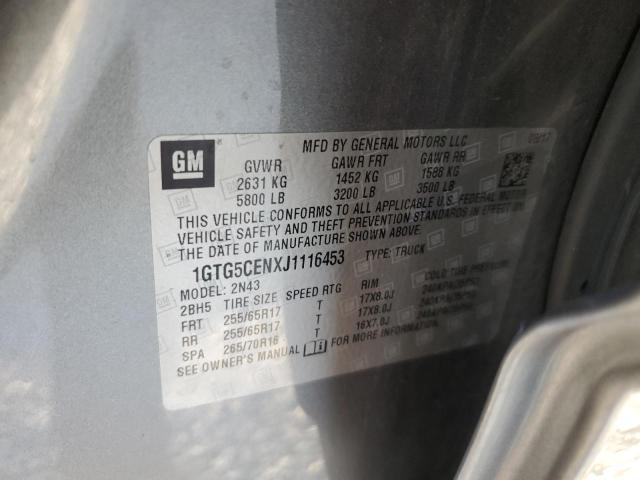 GM
MFD BY GENERAL MOTORS LLC 09/17
GVWR GAWR FRT GAWR RR
2631 KG 1452 KG 1588 KG
5800 LB 3200 LB 3500 LB
THIS VEHICLE CONFORMS TO ALL APPLICABLE U.S. FEDERAL MOTOR
VEHICLE SAFETY AND THEFT PREVENTION STANDARDS IN EFFECT ON
THE DATE OF MANUFACTURE SHOWN ABOVE.
1GTG5CENXJ1116453 TYPE: TRUCK
MODEL: 2N43
2BH5 TIRE SIZE SPEED RTG RIM
FRT 255/65R17 T 17X8.0J
RR 255/65R17 T 17X8.0J
SPA 265/70R16 T 16X7.0J
SEE OWNER'S MANUAL FOR MORE INFORMATION.